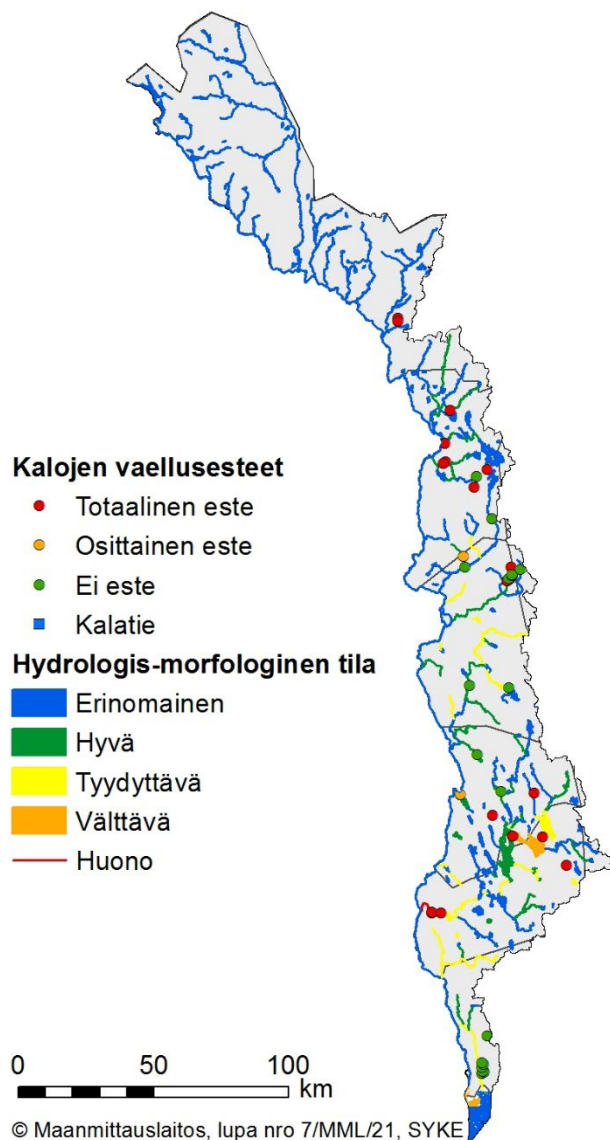 Kalojen vaellusesteet
Totaalinen este
Osittainen este
Ei este
Kalatie
Hydrologis-morfologinen tila
Erinomainen
Hyvä
Tyydyttävä
Välttävä
Huono
0 50 100
km
© Maanmittauslaitos, lupa nro 7/MML/21, SYKE